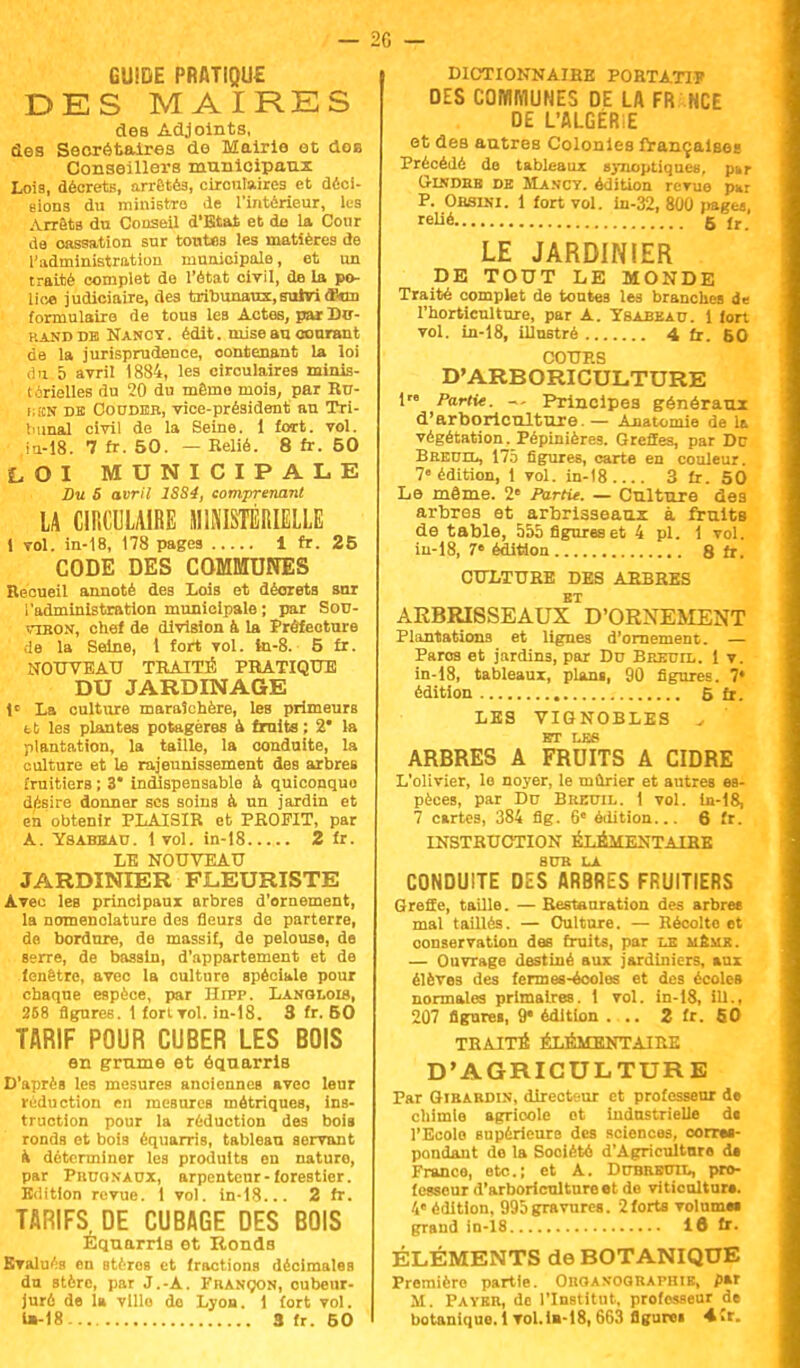 — 26 —
GUIDE PRATIQUE
DES MAIRES
des Adjoints,
des Secrétaires de Mairie et des
Conseillers municipaux
Lois, décrets, arrêtés, circulaires et déci-
sions du ministre de l'intérieur, les
Arrêts du Conseil d'Etat et de la Cour
de cassation sur toutes les matières de
l'administration municipale, et un
traité complet de l'état civil, de la po-
lice judiciaire, des tribunaux, suivi d'un
formulaire de tous les Actes, par Du-
RAND DE NANCY. édit. mise au courant
de la jurisprudence, contenant la loi
du 5 avril 1884, les circulaires minis-
térielles du 20 du même mois, par RU-
BEN DE COUDER, vice-président au Tri-
bunal civil de la Seine. 1 fort. vol.
in-18. 7 fr. 50. — Relié. 8 fr. 50
LOI MUNICIPALE
Du 5 avril 1884, comprenant
LA CIRCULAIRE MINISTÉRIELLE
1 vol. in-18, 178 pages ..... 1 fr. 25
CODE DES COMMUNES
Recueil annoté des Lois et décrets sur
l'administration municipale; par SOU-
VIRON, chef de division à la Préfecture
de la Seine, 1 fort vol. in-8. 5 fr.
NOUVEAU TRAITÉ PRATIQUE
DU JARDINAGE
1° La culture maraîchère, les primeurs
et les plantes potagères à fruits; 2° la
plantation, la taille, la conduite, la
culture et le rajeunissement des arbres
fruitiers; 3° indispensable à quiconque
désire donner ses soins à un jardin et
en obtenir PLAISIR et PROFIT, par
A. YSABEAU. 1 vol. in-18..... 2 fr.
LE NOUVEAU
JARDINIER FLEURISTE
Avec les principaux arbres d'ornement,
la nomenclature des fleurs de parterre,
de bordure, de massif, de pelouse, de
serre, de bassin, d'appartement et de
fenêtre, avec la culture spéciale pour
chaque espèce, par HIPP. LANGLOIS,
258 figures. 1 fort vol. in-18. 3 fr. 50
TARIF POUR CUBER LES BOIS
en grume et équarris
D'après les mesures anciennes avec leur
réduction en mesures métriques, ins-
truction pour la réduction des bois
ronds et bois équarris, tableau servant
à déterminer les produits en nature,
par PRUGNAUX, arpenteur-forestier.
Edition revue. 1 vol. in-18... 2 fr.
TARIFS DE CUBAGE DES BOIS
Équarris et Ronds
Evalués en stères et fractions décimales
du stère, par J.-A. FRANÇON, cubeur-
juré de la ville de Lyon. 1 fort vol.
in-18 .................. 3 fr. 50
DICTIONNAIRE PORTATIF
DES COMMUNES DE LA FRANCE
DE L'ALGÉRIE
et des autres Colonies françaises
Précédé de tableaux synoptiques, par
GINDRE DE MANCY. édition revue par
P. ORSINI. 1 fort vol. in-32, 800 pages,
relié...................... 5 fr.
LE JARDINIER
DE TOUT LE MONDE
Traité complet de toutes les branches de
l'horticulture, par A. YSABEAU. 1 fort
vol. in-18, illustré ....... 4 fr. 50
COURS
D'ARBORICULTURE
1re Partie. -- Principes généraux
d'arboriculture. — Anatomie de la
végétation. Pépinières. Greffes, par DU
BREUIL, 175 figures, carte en couleur.
7e édition, 1 vol. in-18 .... 3 fr. 50
Le même. 2e Partie. — Culture des
arbres et arbrisseaux à fruits
de table, 555 figures et 4 pl. 1 vol.
in-18, 7e édition ............ 8 fr.
CULTURE DES ARBRES
ET
ARBRISSEAUX D'ORNEMENT
Plantations et lignes d'ornement. —
Parcs et jardins, par DU BREUIL. 1 v.
in-18, tableaux, plans, 90 figures. 7e
édition .................. 5 fr.
LES VIGNOBLES
ET LES
ARBRES A FRUITS A CIDRE
L'olivier, le noyer, le mûrier et autres es-
pèces, par DU BREUIL. 1 vol. in-18,
7 cartes, 384 fig. 6e édition... 6 fr.
INSTRUCTION ÉLÉMENTAIRE
SUR LA
CONDUITE DES ARBRES FRUITIERS
Greffe, taille. — Restauration des arbres
mal taillés. — Culture. — Récolte et
conservation des fruits, par LE MÊME.
— Ouvrage destiné aux jardiniers, aux
élèves des fermes-écoles et des écoles
normales primaires. 1 vol. in-18, ill.,
207 figures, 9e édition . .. 2 fr. 50
TRAITÉ ÉLÉMENTAIRE
D'AGRICULTURE
Par GIRARDIN, directeur et professeur de
chimie agricole et industrielle de
l'Ecole supérieure des sciences, corres-
pondant de la Société d'Agriculture de
France, etc.; et A. DUBREUIL, pro-
fesseur d'arboriculture et de viticulture.
4e édition, 995 gravures. 2 forts volumes
grand in-18............... 16 fr.
ÉLÉMENTS de BOTANIQUE
Première partie. ORGANOGRAPHIE, par
M. PAYER, de l'Institut, professeur de
botanique. 1 vol. in-18, 663 figures 4 fr.